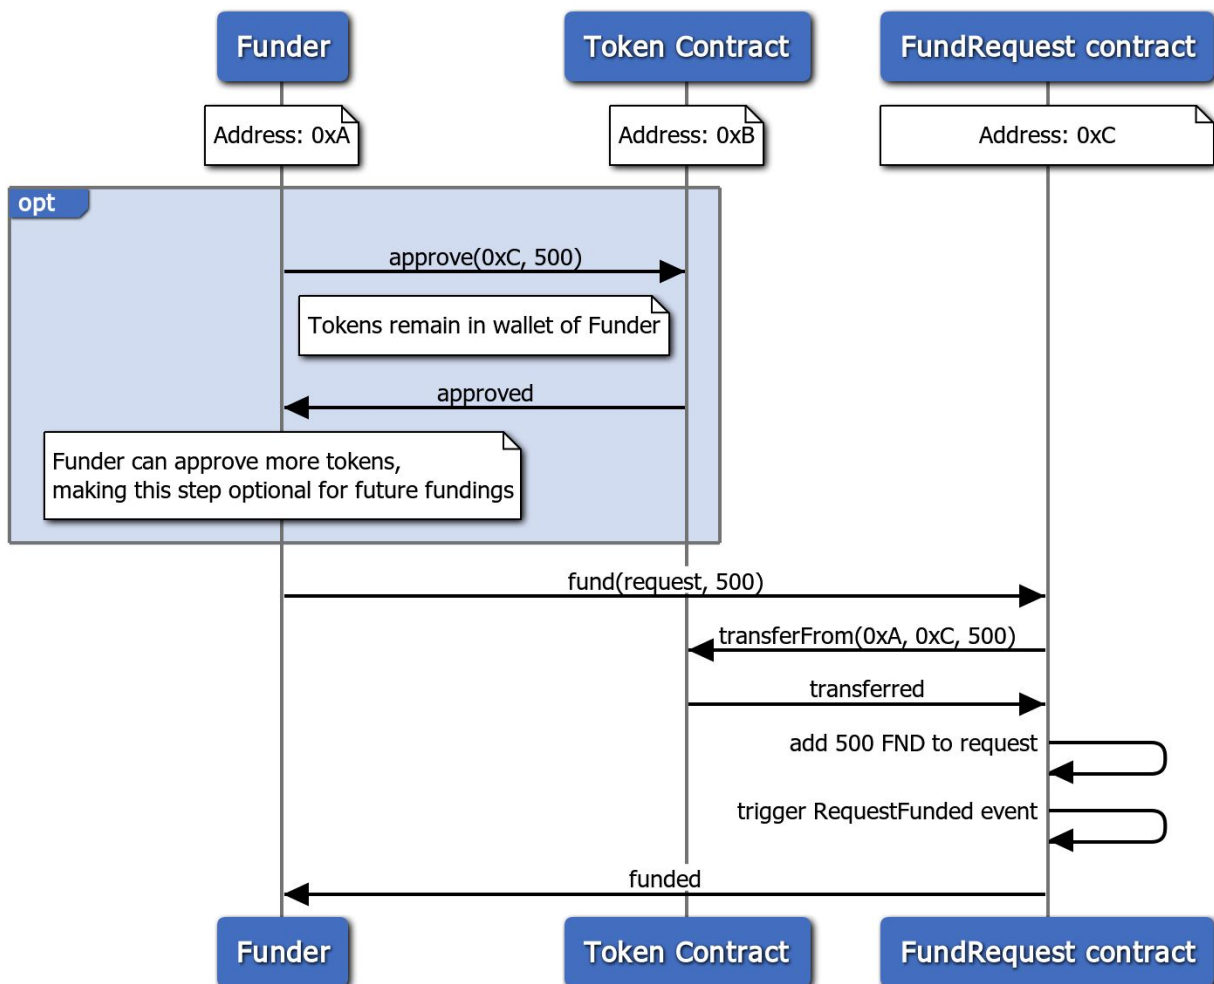 Funder
Token Contract
FundRequest contract
Address: 0xA
Address: 0xB
Address: 0xC
opt
approve(0xC, 500)
Tokens remain in wallet of Funder
approved
Funder can approve more tokens,
making this step optional for future fundings
fund(request, 500)
transferFrom(0xA, 0xC, 500)
transferred
add 500 FND to request
trigger RequestFunded event
funded
Funder
Token Contract
FundRequest contract